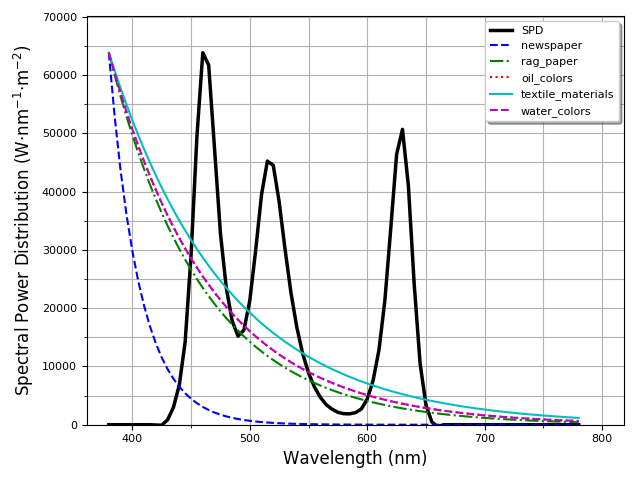 70000
60000
50000
40000
30000
20000
10000
0
400
500
600
700
800
Spectral Power Distribution (W·nm⁻¹·m⁻²)
Wavelength (nm)
SPD
newspaper
rag_paper
oil_colors
textile_materials
water_colors